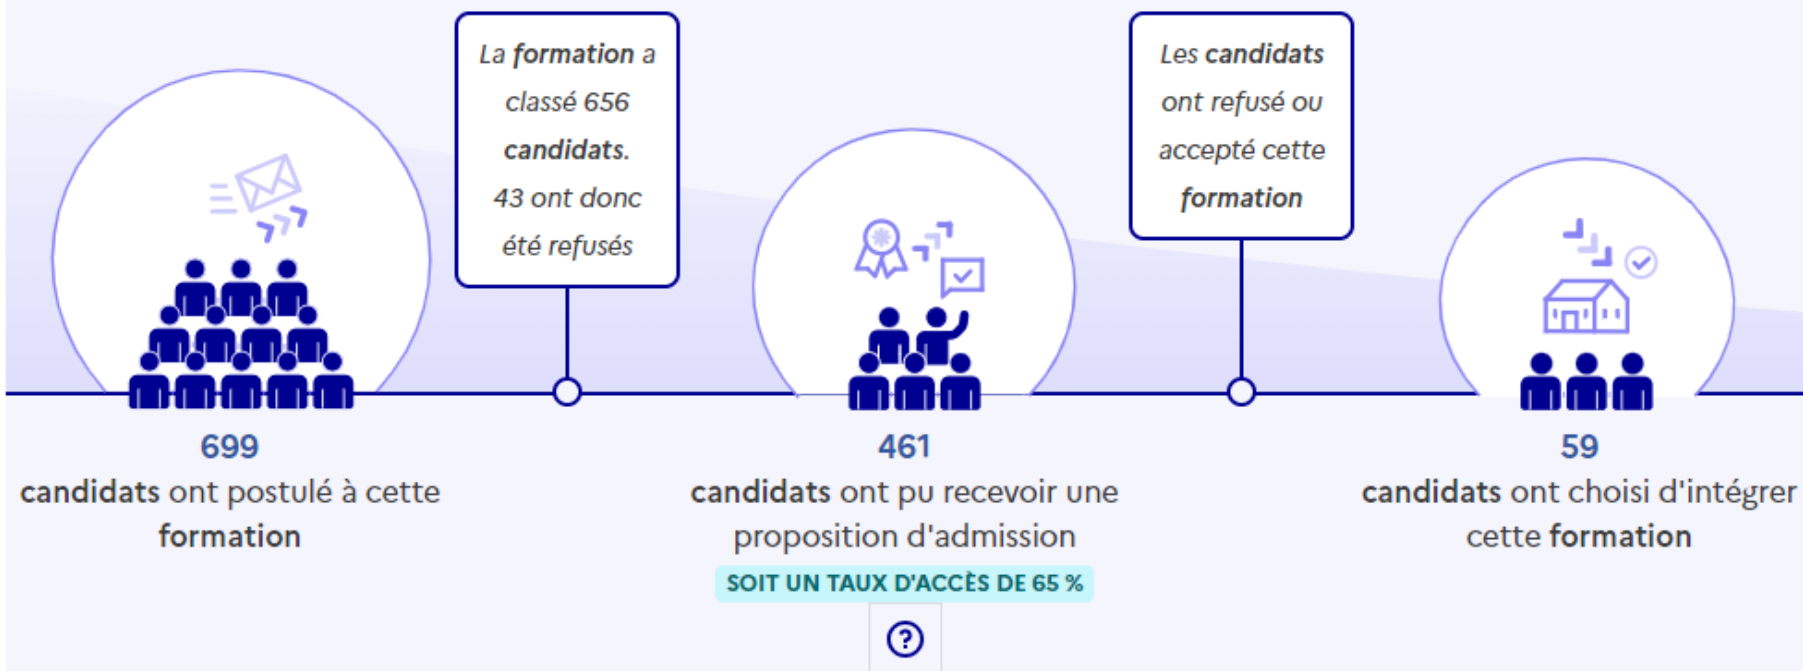 La formation a
classé 656
candidats.
43 ont donc
été refusés
Les candidats
ont refusé ou
accepté cette
formation
699
candidats ont postulé à cette
formation
461
candidats ont pu recevoir une
proposition d'admission
SOIT UN TAUX D'ACCÈS DE 65 %
?
59
candidats ont choisi d'intégrer
cette formation